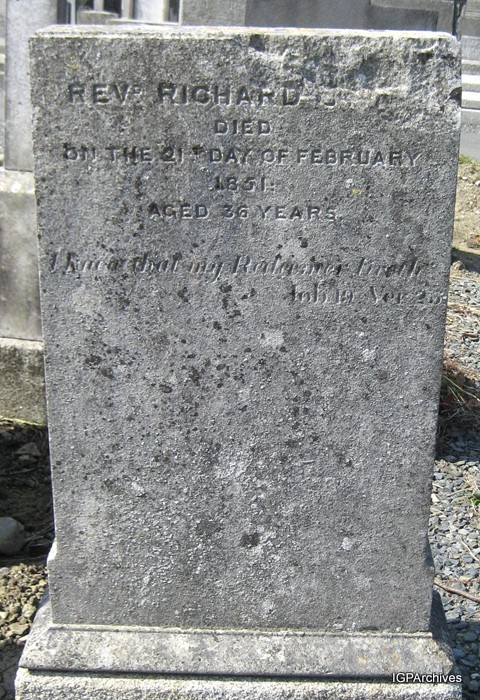 REVD. RICHARD
DIED
ON THE 21ST DAY OF FEBRUARY
1851.
AGED 36 YEARS.
I know that my Redeemer liveth
Job. 19 Ver. 25.
IGPArchives